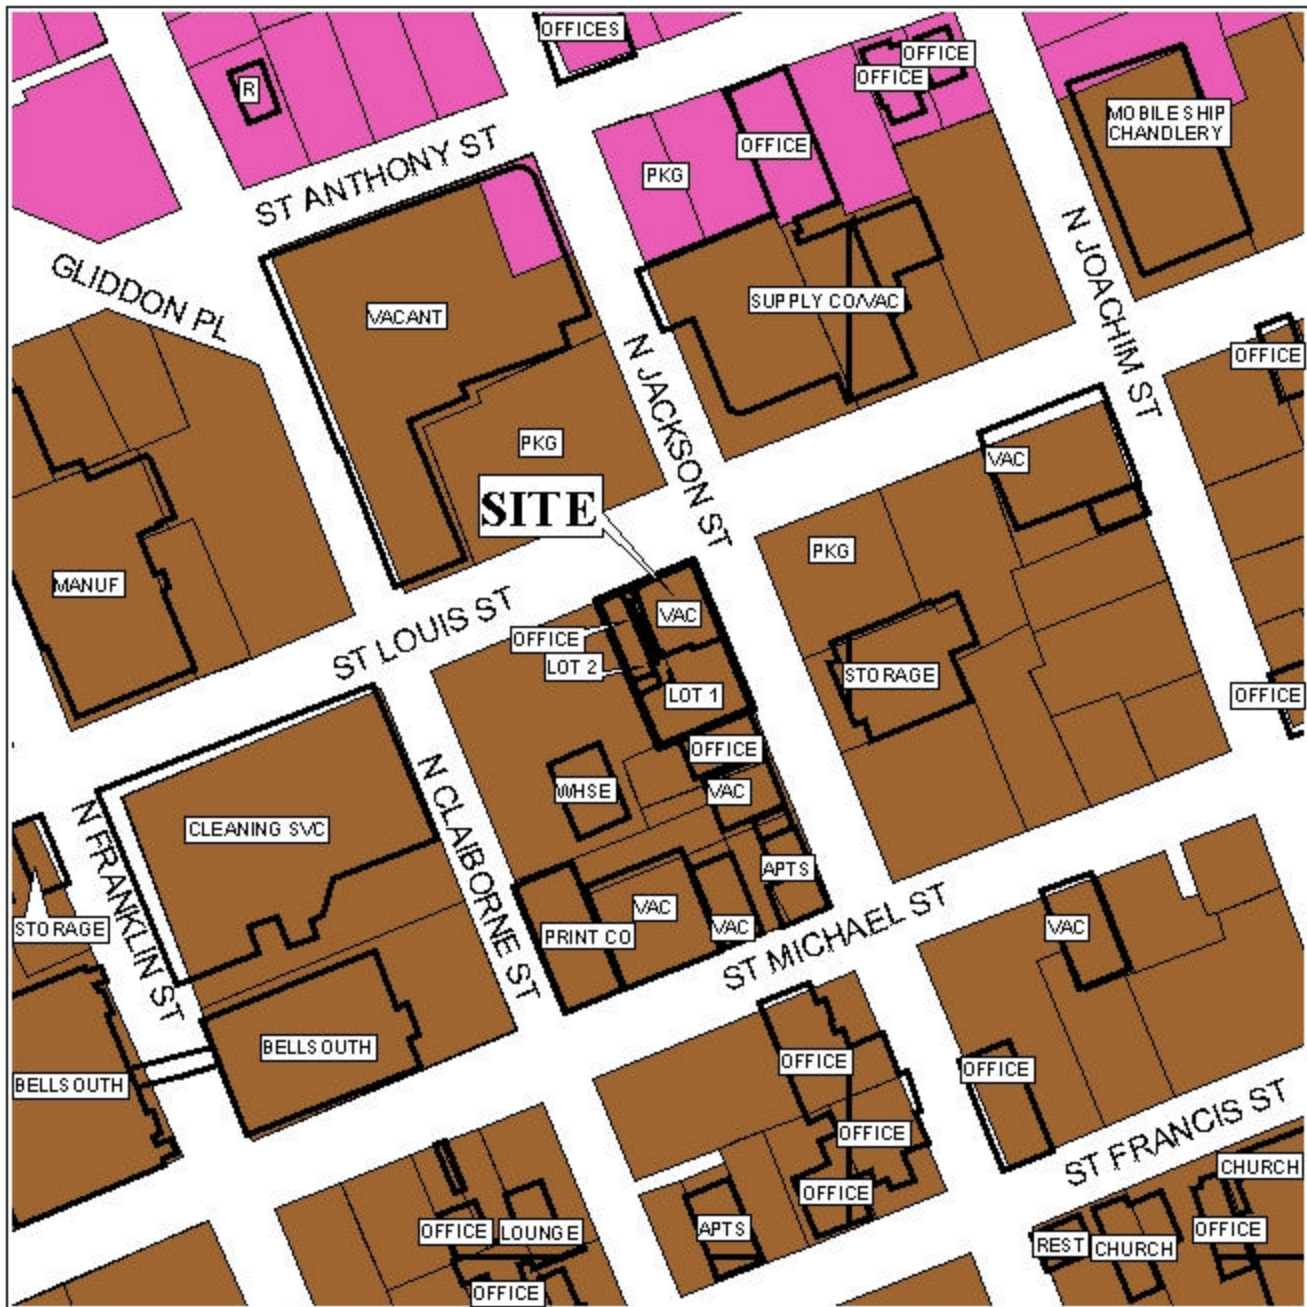 OFFICES
OFFICE
OFFICE
R
MOBILE SHIP
CHANDLERY
OFFICE
PKG
ST ANTHONY ST
N JOACHIM ST
GLIDDON PL
VACANT
SUPPLY CO/VAC
OFFICE
N JACKSON ST
PKG
VAC
SITE
PKG
MANUF
VAC
ST LOUIS ST
OFFICE
LOT 2
LOT 1
STORAGE
OFFICE
OFFICE
WHSE
VAC
N CLAIBORNE ST
N FRANKLIN ST
CLEANING SVC
APTS
VAC
VAC
PRINT CO
STORAGE
VAC
ST MICHAEL ST
BELLSOUTH
BELLSOUTH
OFFICE
OFFICE
OFFICE
ST FRANCIS ST
CHURCH
OFFICE
APTS
OFFICE
LOUNGE
OFFICE
REST
CHURCH
OFFICE